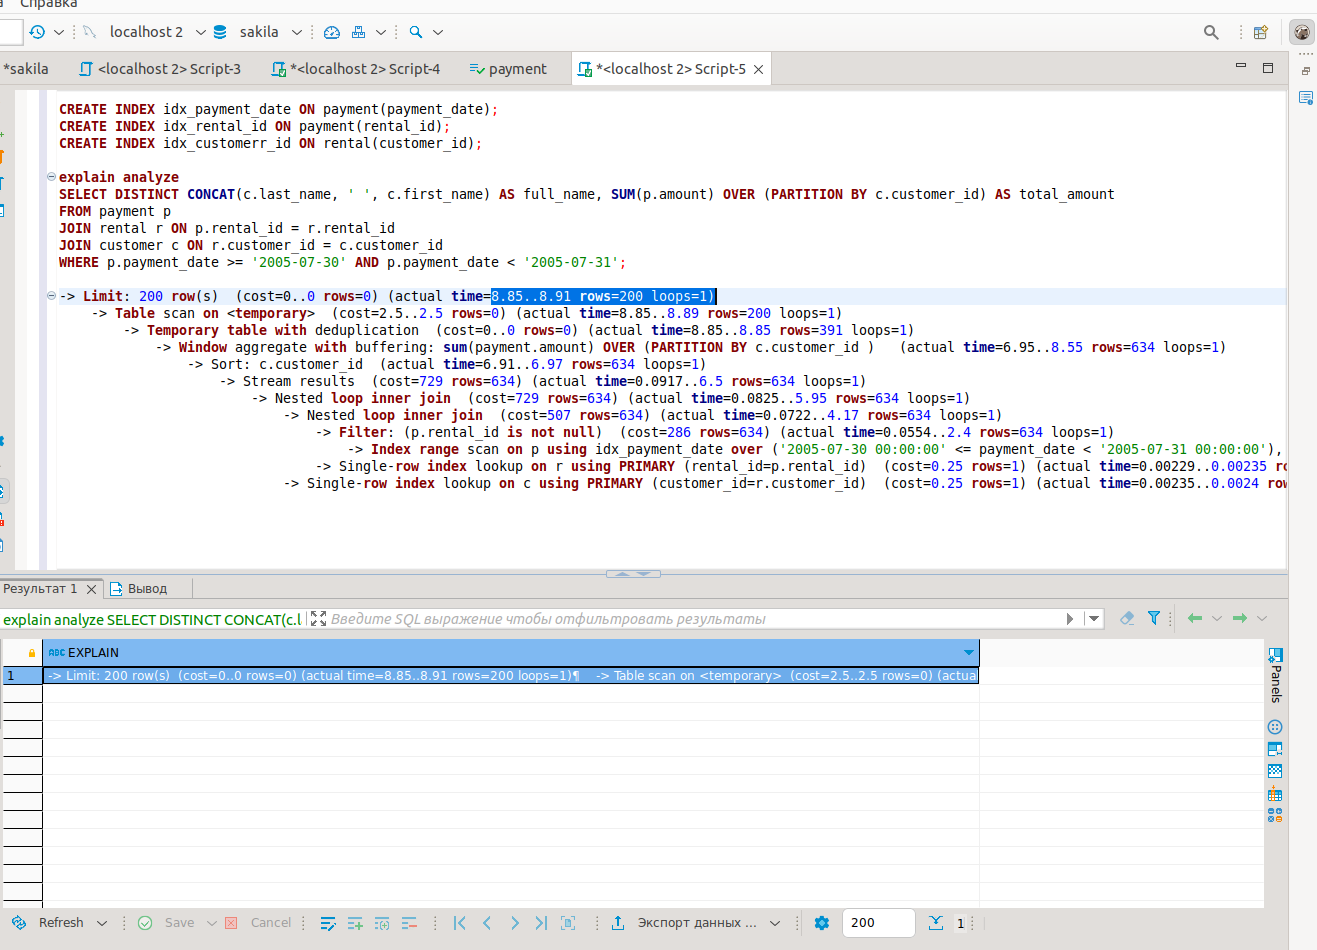 Справка
localhost 2 sakila
*sakila <localhost 2> Script-3 *<localhost 2> Script-4 payment *<localhost 2> Script-5
CREATE INDEX idx_payment_date ON payment(payment_date);
CREATE INDEX idx_rental_id ON payment(rental_id);
CREATE INDEX idx_customerr_id ON rental(customer_id);
explain analyze
SELECT DISTINCT CONCAT(c.last_name, ' ', c.first_name) AS full_name, SUM(p.amount) OVER (PARTITION BY c.customer_id) AS total_amount
FROM payment p
JOIN rental r ON p.rental_id = r.rental_id
JOIN customer c ON r.customer_id = c.customer_id
WHERE p.payment_date >= '2005-07-30' AND p.payment_date < '2005-07-31';
-> Limit: 200 row(s) (cost=0..0 rows=0) (actual time=8.85..8.91 rows=200 loops=1)
-> Table scan on <temporary> (cost=2.5..2.5 rows=0) (actual time=8.85..8.89 rows=200 loops=1)
-> Temporary table with deduplication (cost=0..0 rows=0) (actual time=8.85..8.85 rows=391 loops=1)
-> Window aggregate with buffering: sum(payment.amount) OVER (PARTITION BY c.customer_id ) (actual time=6.95..8.55 rows=634 loops=1)
-> Sort: c.customer_id (actual time=6.91..6.97 rows=634 loops=1)
-> Stream results (cost=729 rows=634) (actual time=0.0917..6.5 rows=634 loops=1)
-> Nested loop inner join (cost=729 rows=634) (actual time=0.0825..5.95 rows=634 loops=1)
-> Nested loop inner join (cost=507 rows=634) (actual time=0.0722..4.17 rows=634 loops=1)
-> Filter: (p.rental_id is not null) (cost=286 rows=634) (actual time=0.0554..2.4 rows=634 loops=1)
-> Index range scan on p using idx_payment_date over ('2005-07-30 00:00:00' <= payment_date < '2005-07-31 00:00:00'),
-> Single-row index lookup on r using PRIMARY (rental_id=p.rental_id) (cost=0.25 rows=1) (actual time=0.00229..0.00235 ro
-> Single-row index lookup on c using PRIMARY (customer_id=r.customer_id) (cost=0.25 rows=1) (actual time=0.00235..0.0024 row
Результат 1 Вывод
explain analyze SELECT DISTINCT CONCAT(c.l Введите SQL выражение чтобы отфильтровать результаты
ABC EXPLAIN
1 -> Limit: 200 row(s) (cost=0..0 rows=0) (actual time=8.85..8.91 rows=200 loops=1)¶ -> Table scan on <temporary> (cost=2.5..2.5 rows=0) (actua
Panels
Refresh Save Cancel Экспорт данных ... 200 1